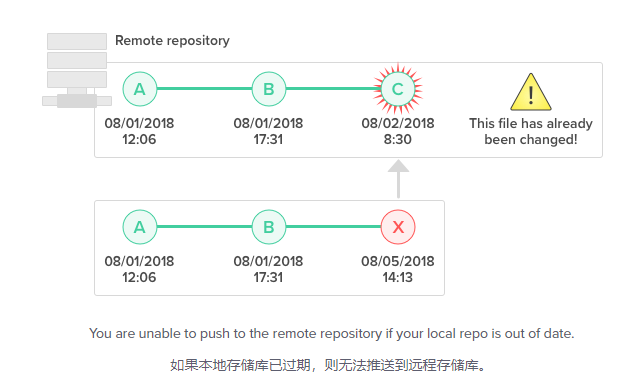 Remote repository
A B C
08/01/2018 08/01/2018 08/02/2018
12:06 17:31 8:30
!
This file has already
been changed!
A B X
08/01/2018 08/01/2018 08/05/2018
12:06 17:31 14:13
You are unable to push to the remote repository if your local repo is out of date.
如果本地存储库已过期，则无法推送到远程存储库。